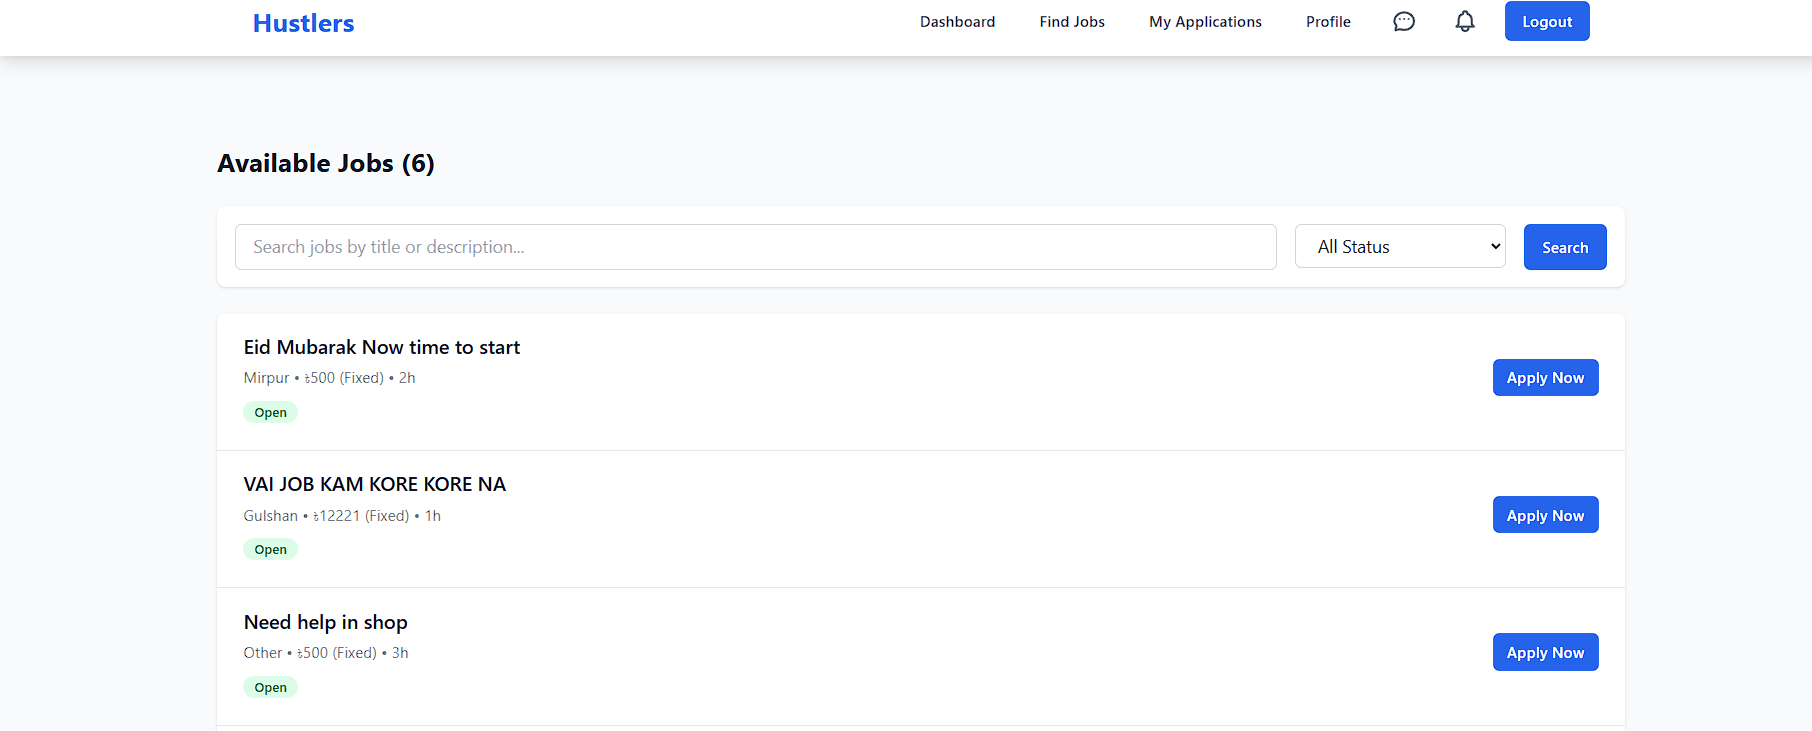 Hustlers Dashboard Find Jobs My Applications Profile Logout
Available Jobs (6)
Search jobs by title or description... All Status Search
Eid Mubarak Now time to start
Mirpur • ৳500 (Fixed) • 2h
Apply Now
Open
VAI JOB KAM KORE KORE NA
Gulshan • ৳12221 (Fixed) • 1h
Apply Now
Open
Need help in shop
Other • ৳500 (Fixed) • 3h
Apply Now
Open